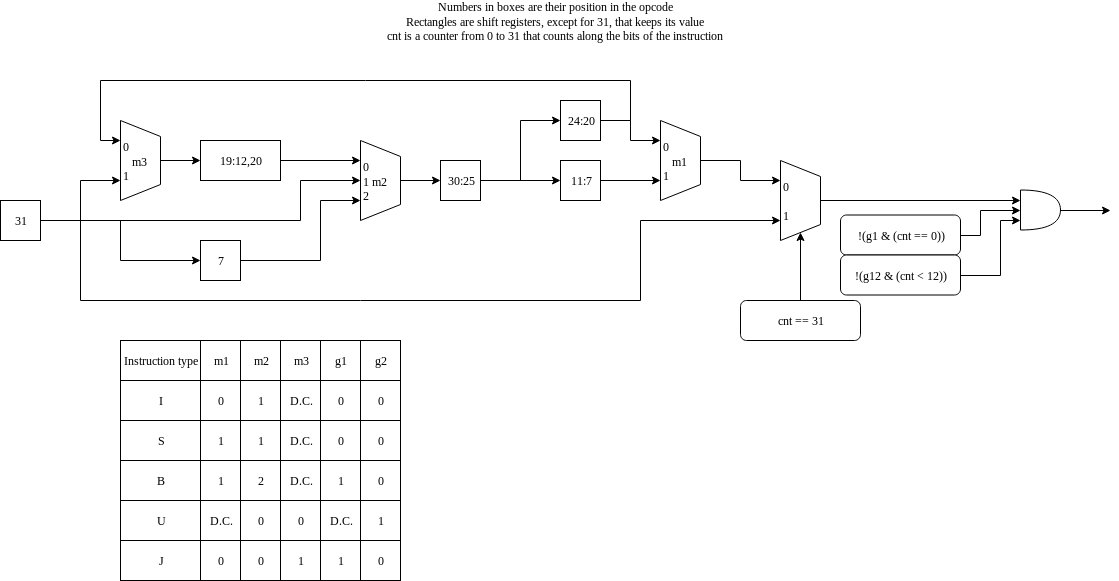 Numbers in boxes are their position in the opcode
Rectangles are shift registers, except for 31, that keeps its value
cnt is a counter from 0 to 31 that counts along the bits of the instruction
0
m3
1
19:12,20
0
1 m2
2
30:25
24:20
11:7
0
m1
1
0
1
31
7
!(g1 & (cnt == 0))
!(g12 & (cnt < 12))
cnt == 31
Instruction type m1 m2 m3 g1 g2
I 0 1 D.C. 0 0
S 1 1 D.C. 0 0
B 1 2 D.C. 1 0
U D.C. 0 0 D.C. 1
J 0 0 1 1 0